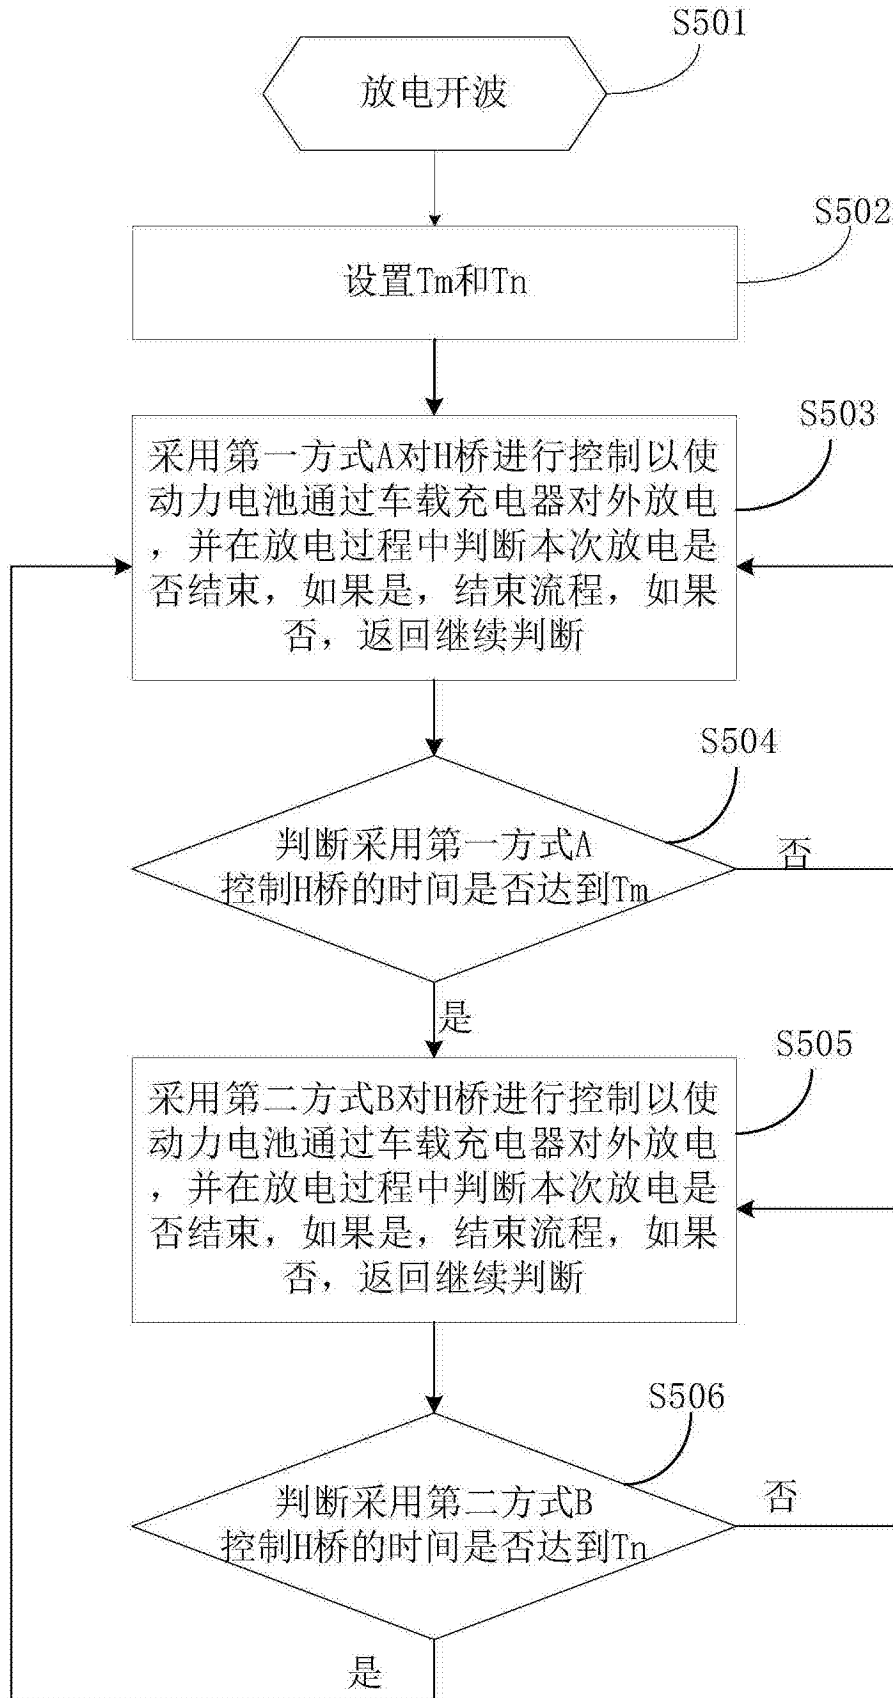 S501
放电开波
S502
设置Tm和Tn
S503
采用第一方式A对H桥进行控制以使
动力电池通过车载充电器对外放电
，并在放电过程中判断本次放电是
否结束，如果是，结束流程，如果
否，返回继续判断
S504
判断采用第一方式A
控制H桥的时间是否达到Tm
否
是
S505
采用第二方式B对H桥进行控制以使
动力电池通过车载充电器对外放电
，并在放电过程中判断本次放电是
否结束，如果是，结束流程，如果
否，返回继续判断
S506
判断采用第二方式B
控制H桥的时间是否达到Tn
否
是